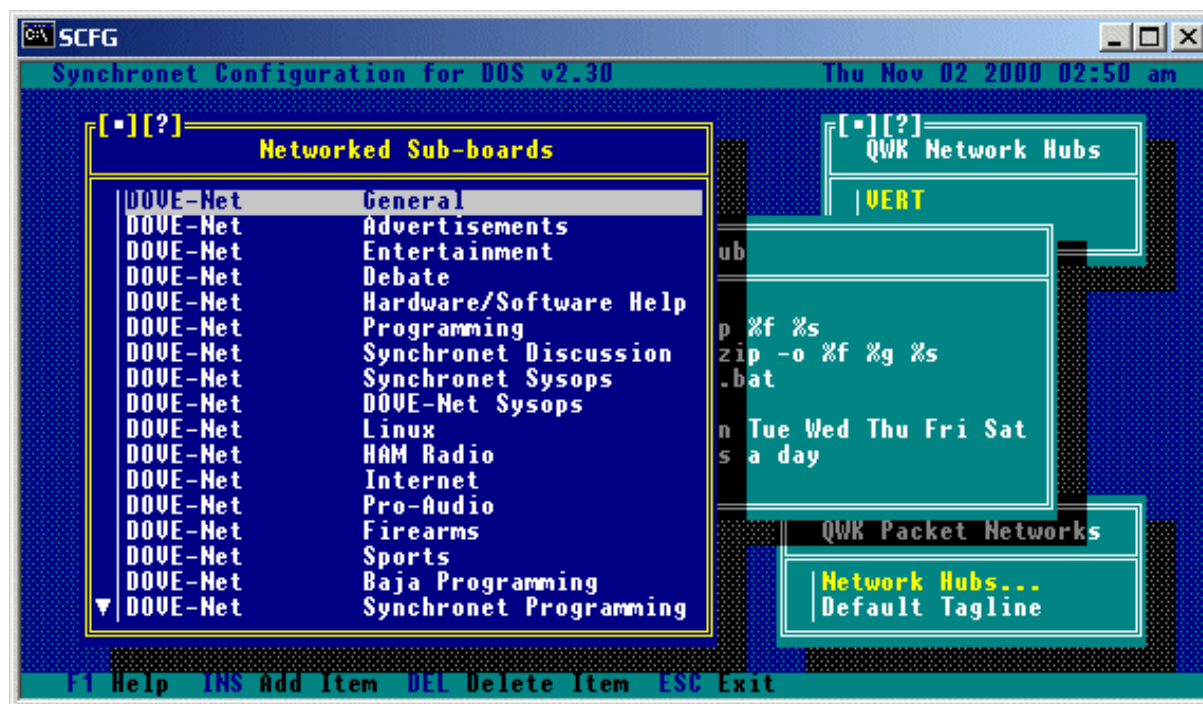 SCFG
Synchronet Configuration for DOS v2.30 Thu Nov 02 2000 02:50 am
[▪][?]
Networked Sub-boards
DOVE-Net General
DOVE-Net Advertisements
DOVE-Net Entertainment
DOVE-Net Debate
DOVE-Net Hardware/Software Help
DOVE-Net Programming
DOVE-Net Synchronet Discussion
DOVE-Net Synchronet Sysops
DOVE-Net DOVE-Net Sysops
DOVE-Net Linux
DOVE-Net HAM Radio
DOVE-Net Internet
DOVE-Net Pro-Audio
DOVE-Net Firearms
DOVE-Net Sports
DOVE-Net Baja Programming
DOVE-Net Synchronet Programming
[▪][?]
QWK Network Hubs
VERT
ub
p %f %s
zip -o %f %g %s
.bat
n Tue Wed Thu Fri Sat
s a day
QWK Packet Networks
Network Hubs...
Default Tagline
F1 Help INS Add Item DEL Delete Item ESC Exit